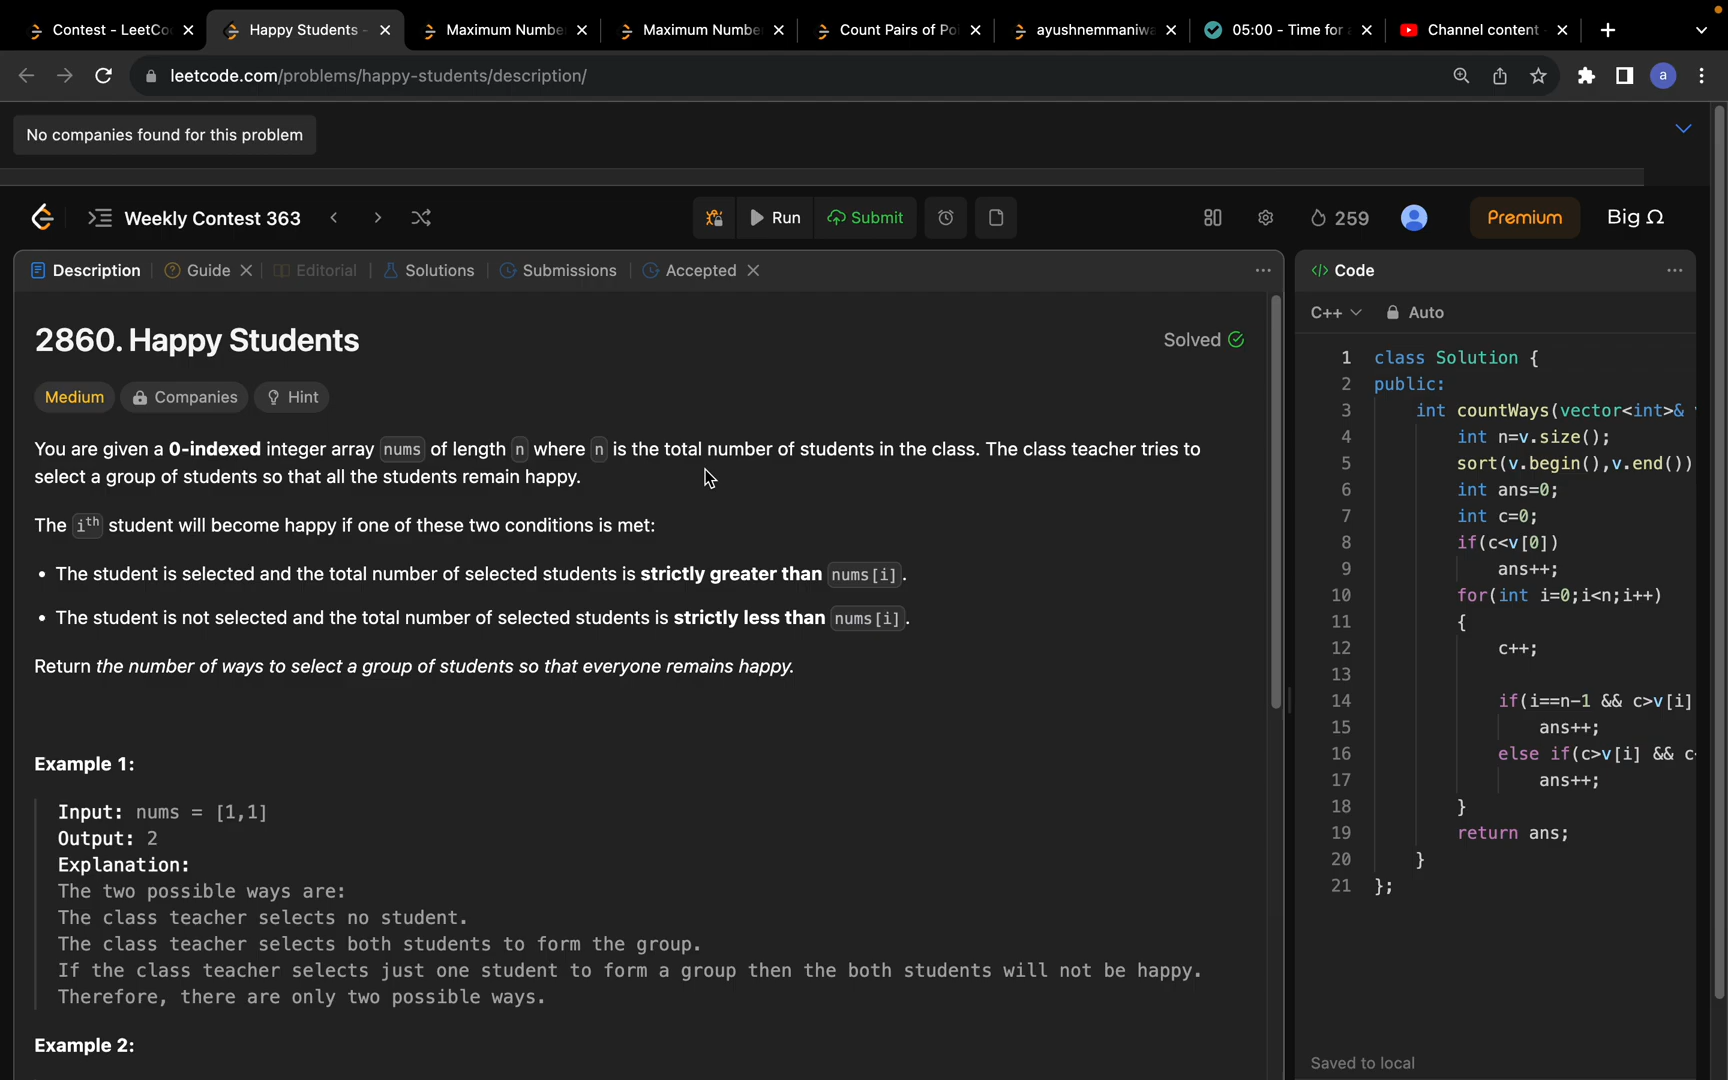 Contest - LeetCo
Happy Students -
Maximum Numbe
Maximum Numbe
Count Pairs of Poi
ayushnemmaniwa
05:00 - Time for a
Channel content
leetcode.com/problems/happy-students/description/
a
No companies found for this problem
Weekly Contest 363
Run
Submit
259
Premium
Big Ω
Description
Guide
Editorial
Solutions
Submissions
Accepted
</> Code
2860. Happy Students
Solved
C++
Auto
Medium
Companies
Hint
You are given a 0-indexed integer array nums of length n where n is the total number of students in the class. The class teacher tries to
select a group of students so that all the students remain happy.
The ith student will become happy if one of these two conditions is met:
• The student is selected and the total number of selected students is strictly greater than nums[i].
• The student is not selected and the total number of selected students is strictly less than nums[i].
Return the number of ways to select a group of students so that everyone remains happy.
Example 1:
Input: nums = [1,1]
Output: 2
Explanation:
The two possible ways are:
The class teacher selects no student.
The class teacher selects both students to form the group.
If the class teacher selects just one student to form a group then the both students will not be happy.
Therefore, there are only two possible ways.
Example 2:
1 class Solution {
2 public:
3 int countWays(vector<int>&
4 int n=v.size();
5 sort(v.begin(),v.end())
6 int ans=0;
7 int c=0;
8 if(c<v[0])
9 ans++;
10 for(int i=0;i<n;i++)
11 {
12 c++;
13
14 if(i==n-1 && c>v[i]
15 ans++;
16 else if(c>v[i] && c
17 ans++;
18 }
19 return ans;
20 }
21 };
Saved to local